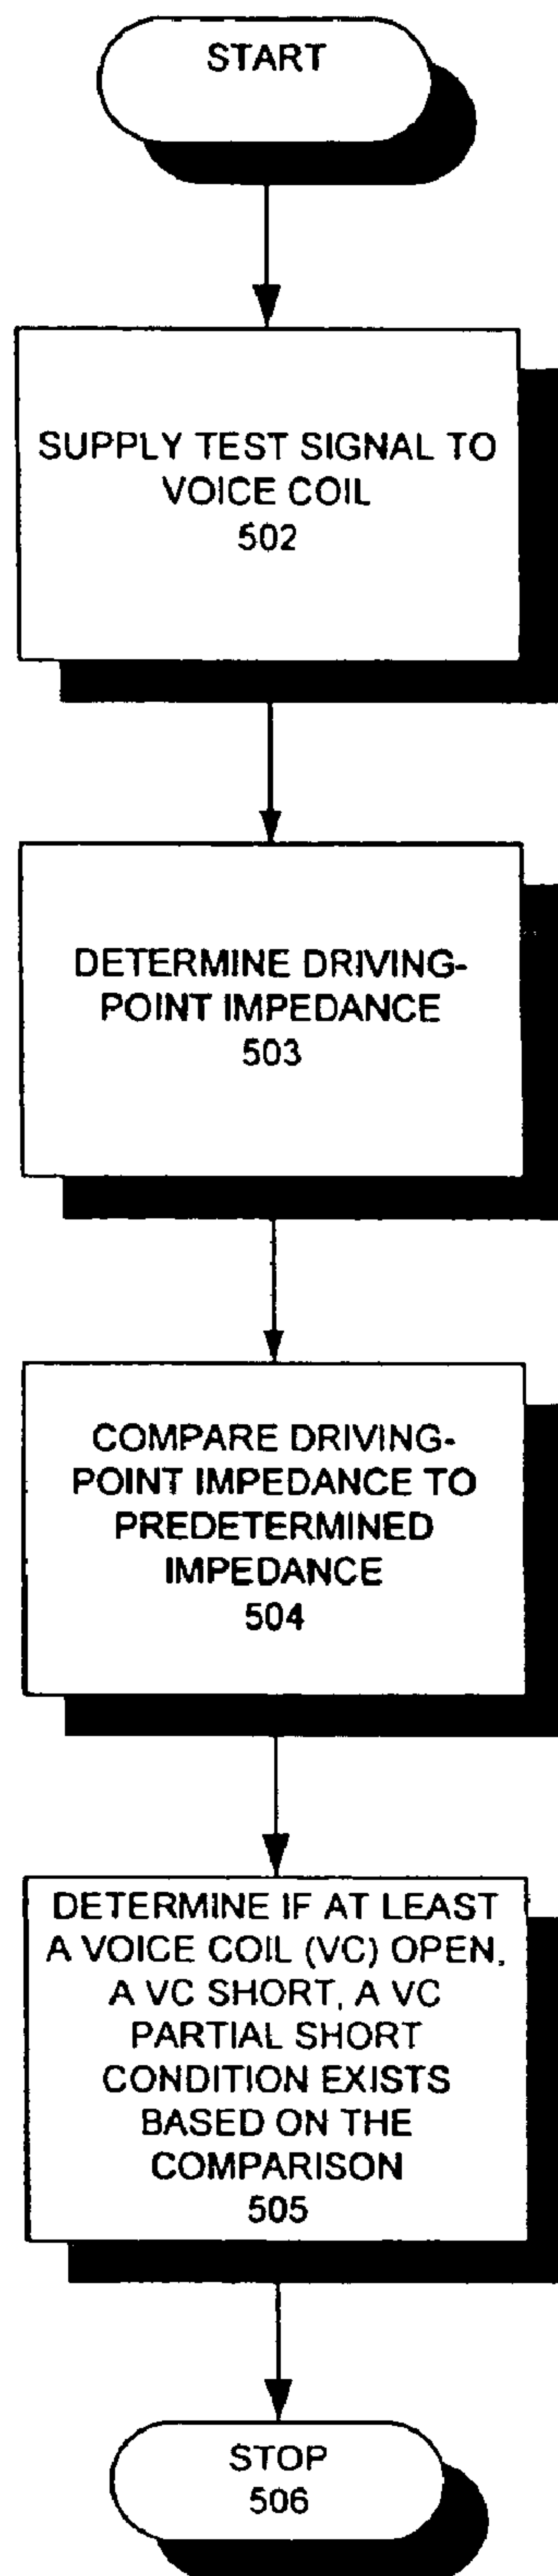 START
SUPPLY TEST SIGNAL TO
VOICE COIL
502
DETERMINE DRIVING-
POINT IMPEDANCE
503
COMPARE DRIVING-
POINT IMPEDANCE TO
PREDETERMINED
IMPEDANCE
504
DETERMINE IF AT LEAST
A VOICE COIL (VC) OPEN,
A VC SHORT, A VC
PARTIAL SHORT
CONDITION EXISTS
BASED ON THE
COMPARISON
505
STOP
506